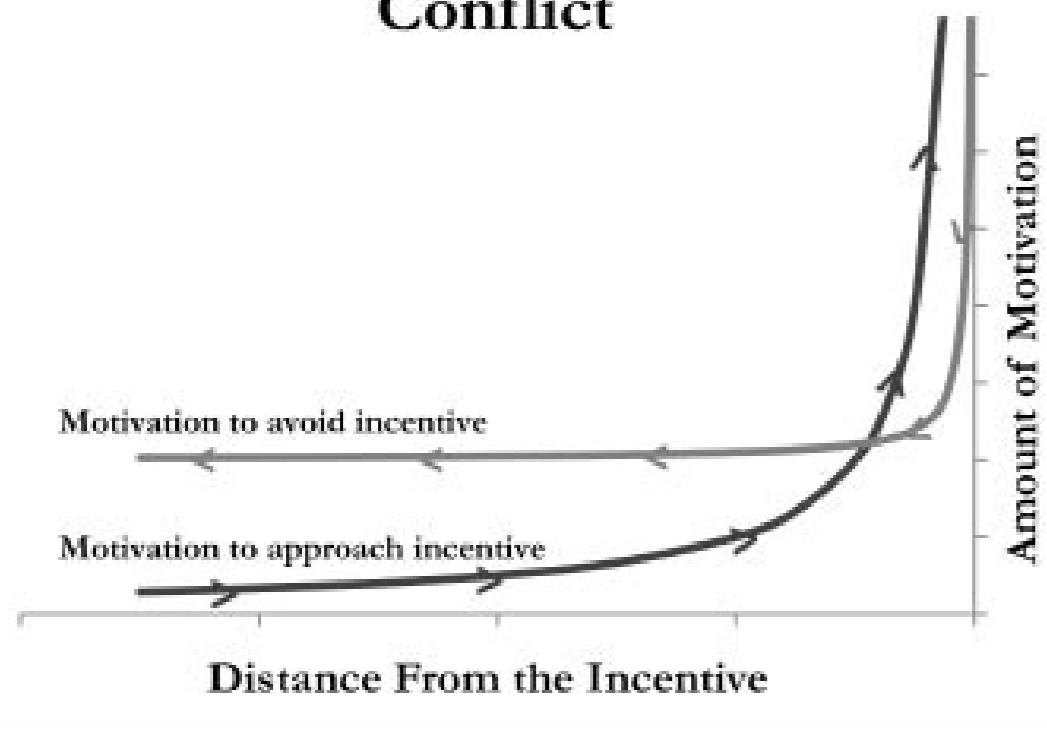 Conflict
Motivation to avoid incentive
Motivation to approach incentive
Distance From the Incentive
Amount of Motivation